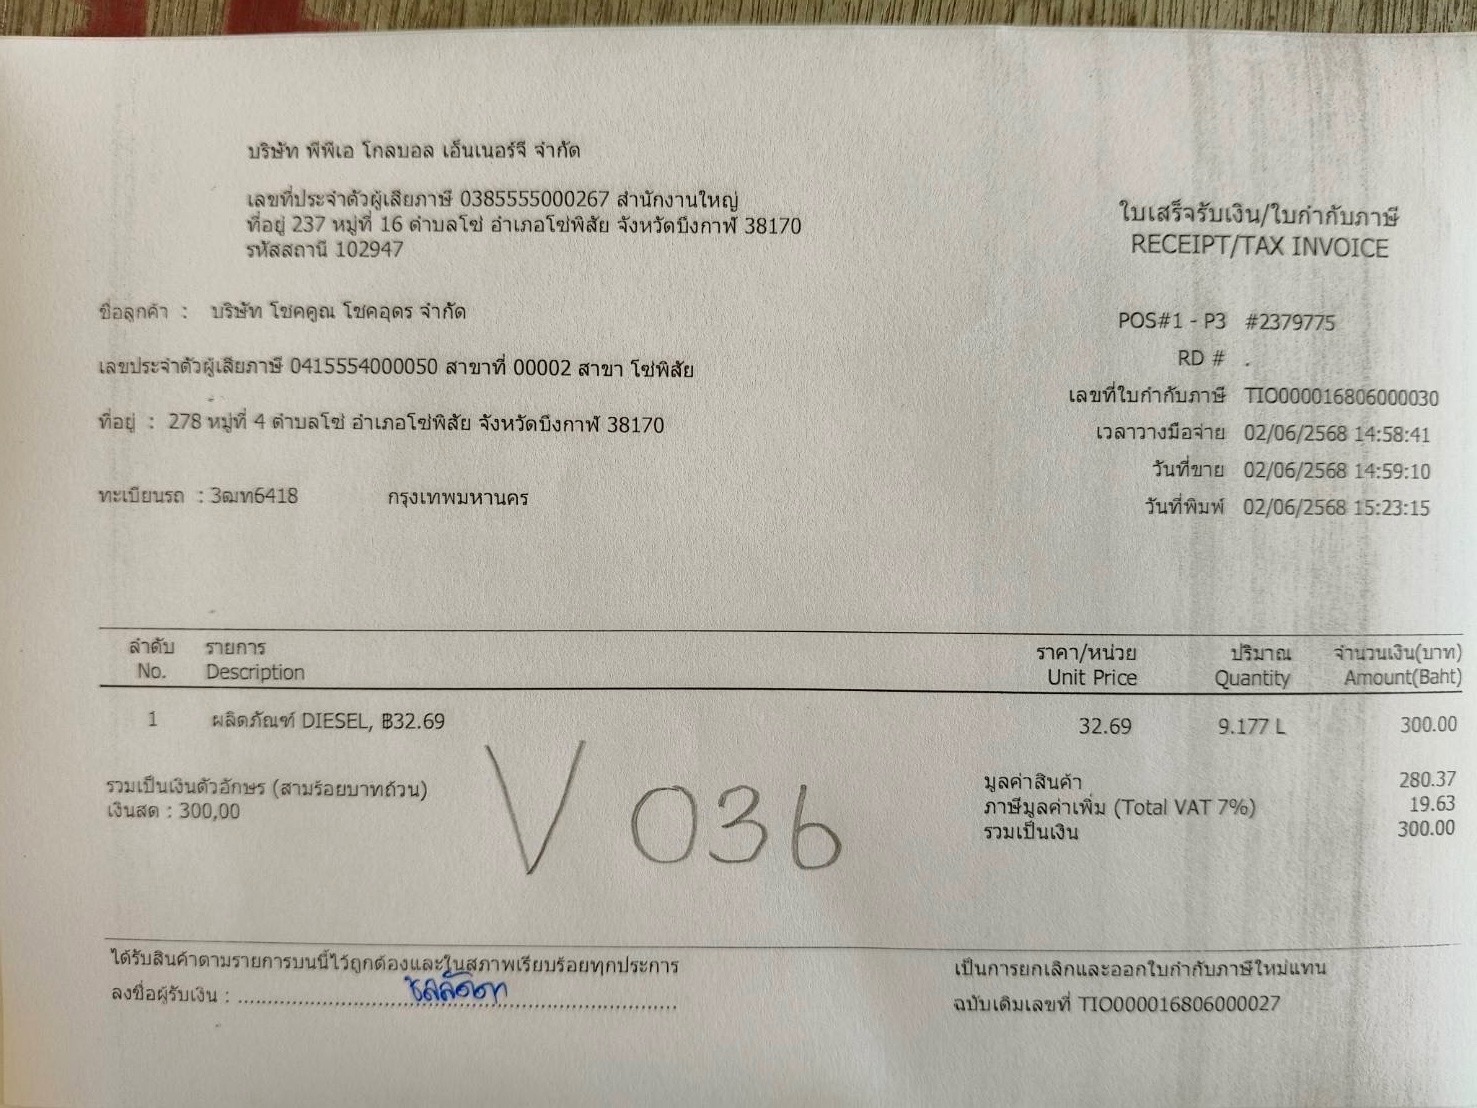 บริษัท พีพีเอ โกลบอล เอ็นเนอร์จี จำกัด
เลขที่ประจำตัวผู้เสียภาษี 0385555000267 สำนักงานใหญ่
ที่อยู่ 237 หมู่ที่ 16 ตำบลโซ่ อำเภอโซ่พิสัย จังหวัดบึงกาฬ 38170
รหัสสถานี 102947
ใบเสร็จรับเงิน/ใบกำกับภาษี
RECEIPT/TAX INVOICE
ชื่อลูกค้า : บริษัท โชคคูณ โชคอุดร จำกัด
เลขประจำตัวผู้เสียภาษี 0415554000050 สาขาที่ 00002 สาขา โซ่พิสัย
ที่อยู่ : 278 หมู่ที่ 4 ตำบลโซ่ อำเภอโซ่พิสัย จังหวัดบึงกาฬ 38170
ทะเบียนรถ : 3ฒท6418 กรุงเทพมหานคร
POS#1 - P3 #2379775
RD # .
เลขที่ใบกำกับภาษี TIO000016806000030
เวลาวางมือจ่าย 02/06/2568 14:58:41
วันที่ขาย 02/06/2568 14:59:10
วันที่พิมพ์ 02/06/2568 15:23:15
ลำดับ รายการ ราคา/หน่วย ปริมาณ จำนวนเงิน(บาท)
No. Description Unit Price Quantity Amount(Baht)
1 ผลิตภัณฑ์ DIESEL, ฿32.69 32.69 9.177 L 300.00
รวมเป็นเงินตัวอักษร (สามร้อยบาทถ้วน)
เงินสด : 300,00
V 036
มูลค่าสินค้า 280.37
ภาษีมูลค่าเพิ่ม (Total VAT 7%) 19.63
รวมเป็นเงิน 300.00
ได้รับสินค้าตามรายการบนนี้ไว้ถูกต้องและในสภาพเรียบร้อยทุกประการ
ลงชื่อผู้รับเงิน : ชลลัดดา
เป็นการยกเลิกและออกใบกำกับภาษีใหม่แทน
ฉบับเดิมเลขที่ TIO000016806000027